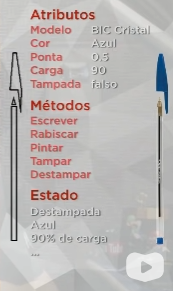 Atributos
Modelo BIC Cristal
Cor Azul
Ponta 0.5
Carga 90
Tampada falso
Métodos
Escrever
Rabiscar
Pintar
Tampar
Destampar
Estado
Destampada
Azul
90% de carga
...